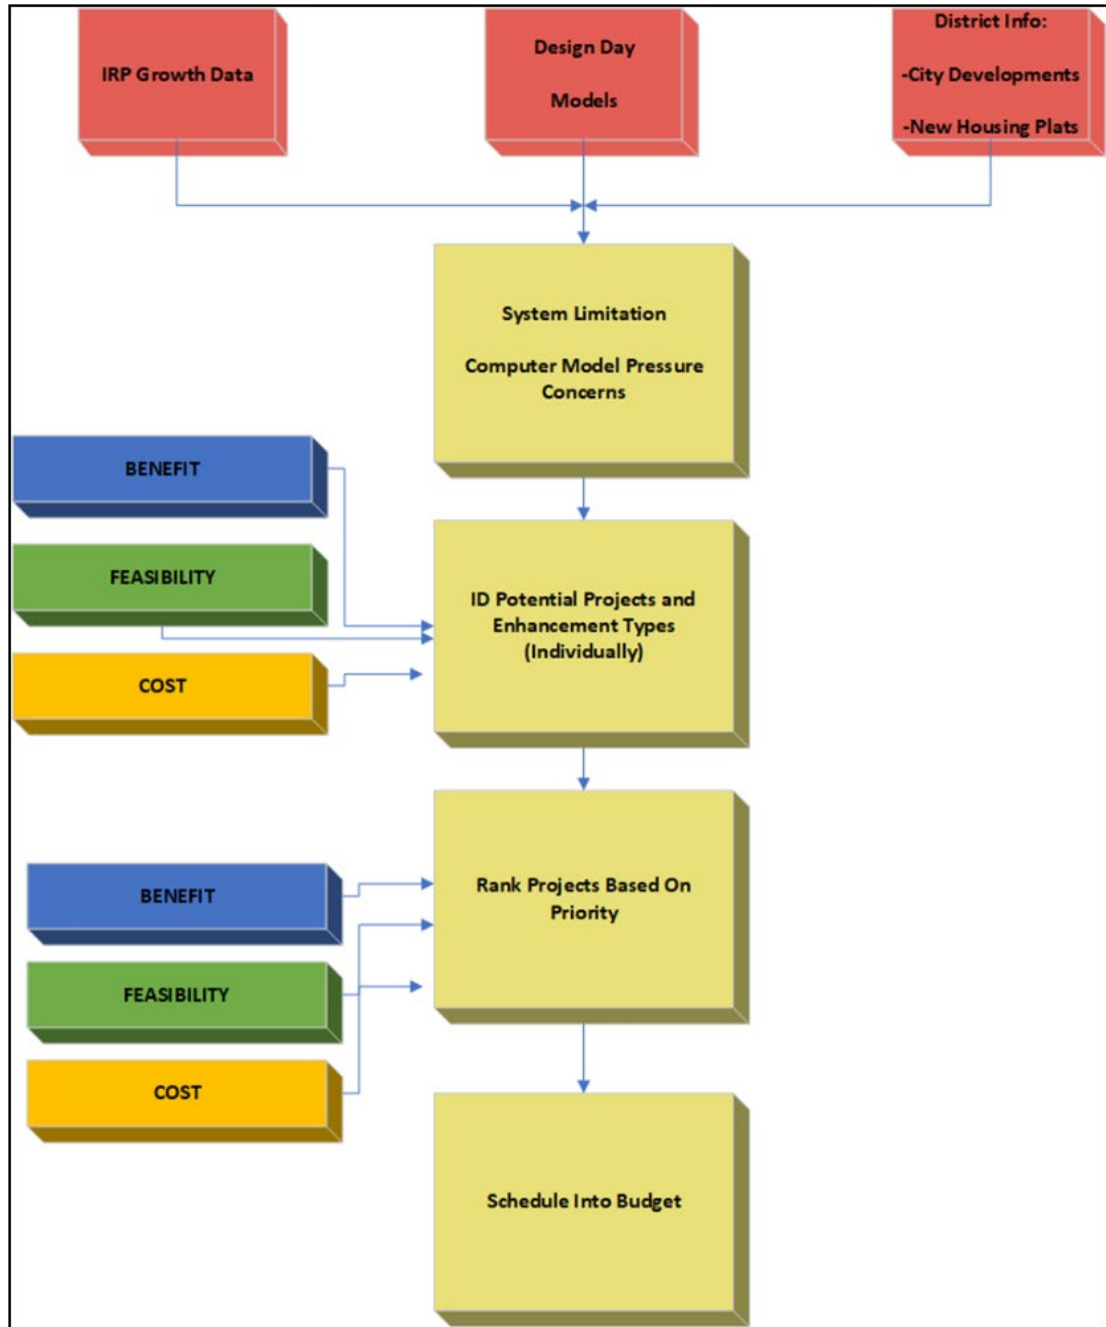 IRP Growth Data
Design Day
Models
District Info:
-City Developments
-New Housing Plats
System Limitation
Computer Model Pressure
Concerns
BENEFIT
FEASIBILITY
COST
ID Potential Projects and
Enhancement Types
(Individually)
BENEFIT
FEASIBILITY
COST
Rank Projects Based On
Priority
Schedule Into Budget